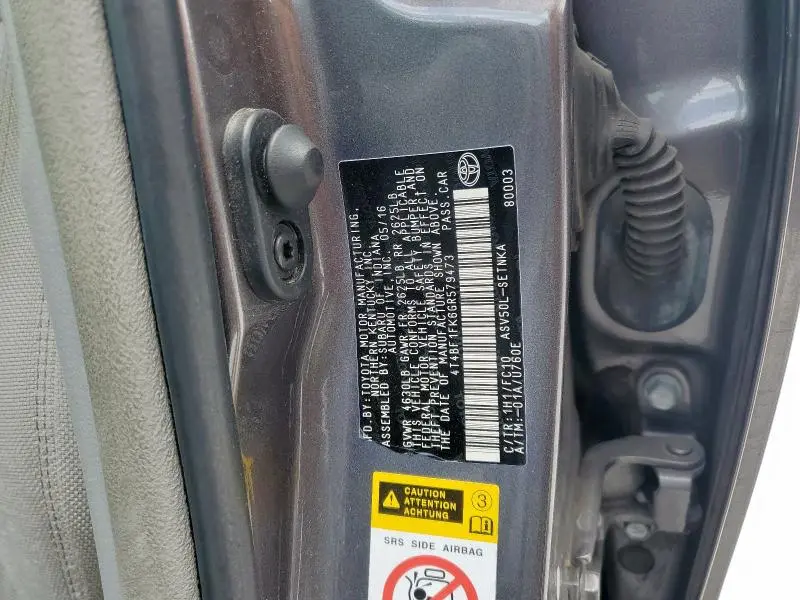 MFD. BY: TOYOTA MOTOR MANUFACTURING,
NORTHERN KENTUCKY, INC.
ASSEMBLED BY: SUBARU OF INDIANA
AUTOMOTIVE, INC. 05/16
GVWR 4630LB GAWR FR 2625LB RR 2625LB
THIS VEHICLE CONFORMS TO ALL APPLICABLE
FEDERAL MOTOR VEHICLE SAFETY, BUMPER AND
THEFT PREVENTION STANDARDS IN EFFECT ON
THE DATE OF MANUFACTURE SHOWN ABOVE.
4T4BF1FK6GR579473 PASS.CAR
C/TR:1H1/FC10 ASV50L-SETNKA 80003
A/TM:-01A/U760E
CAUTION
ATTENTION
ACHTUNG
3
SRS SIDE AIRBAG